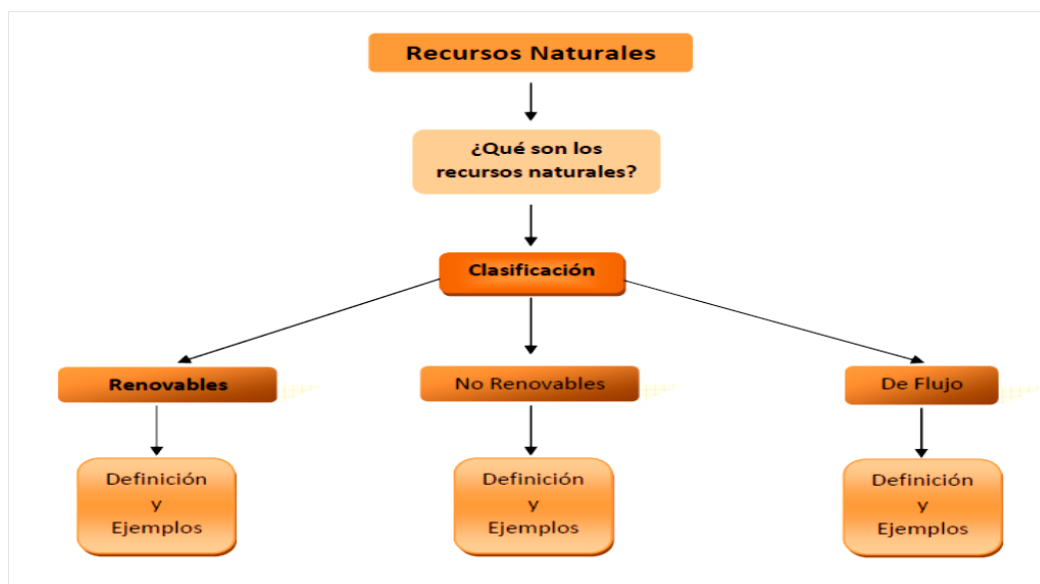 Recursos Naturales
¿Qué son los
recursos naturales?
Clasificación
Renovables
No Renovables
De Flujo
Definición
y
Ejemplos
Definición
y
Ejemplos
Definición
y
Ejemplos